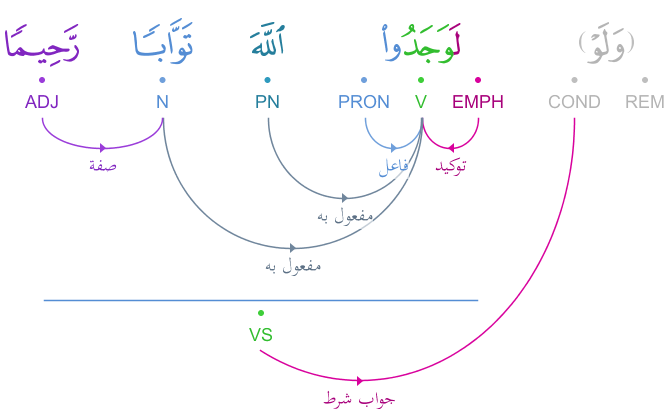 (وَلَوْ) لَوَجَدُوا۟ ٱللَّهَ تَوَّابًا رَّحِيمًا
REM COND EMPH V PRON PN N ADJ
توكيد فاعل صفة
مفعول به
مفعول به
VS
جواب شرط